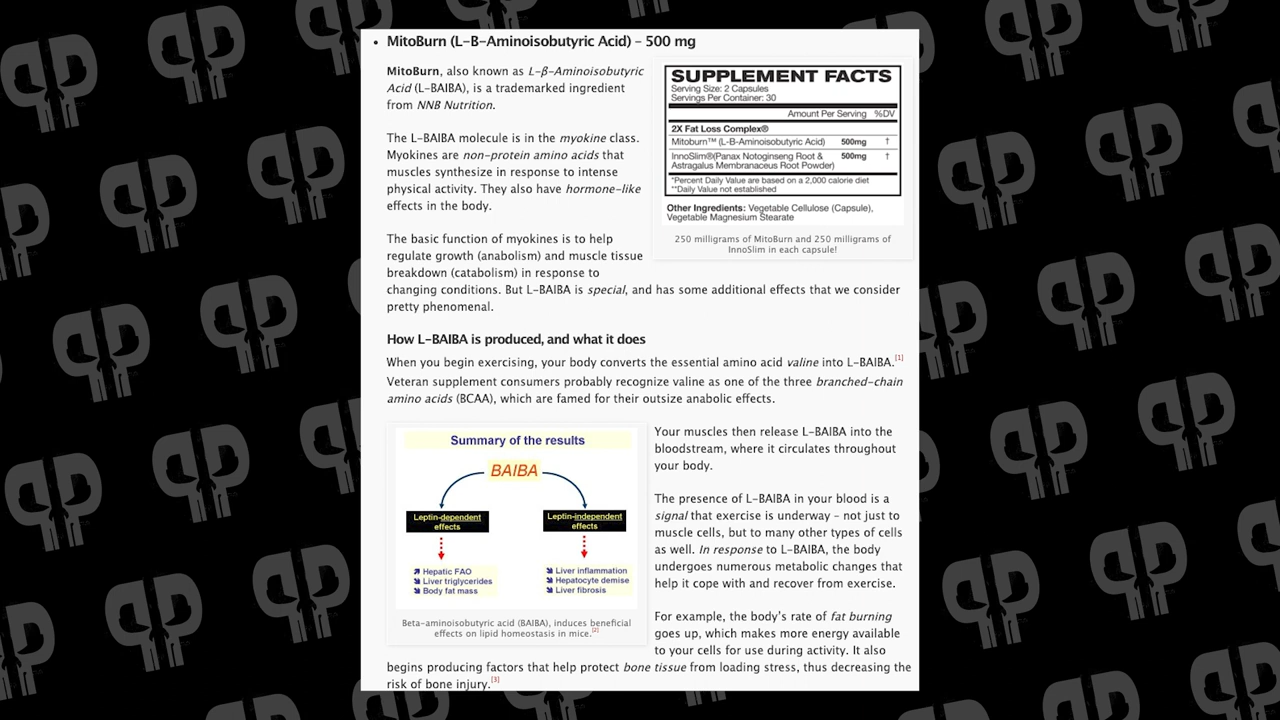 • MitoBurn (L-B-Aminoisobutyric Acid) – 500 mg
MitoBurn, also known as L-β-Aminoisobutyric
Acid (L-BAIBA), is a trademarked ingredient
from NNB Nutrition.
The L-BAIBA molecule is in the myokine class.
Myokines are non-protein amino acids that
muscles synthesize in response to intense
physical activity. They also have hormone-like
effects in the body.
The basic function of myokines is to help
regulate growth (anabolism) and muscle tissue
breakdown (catabolism) in response to
changing conditions. But L-BAIBA is special, and has some additional effects that we consider
pretty phenomenal.
SUPPLEMENT FACTS
Serving Size: 2 Capsules
Servings Per Container: 30
Amount Per Serving %DV
2X Fat Loss Complex®
Mitoburn™ (L-B-Aminoisobutyric Acid) 500mg †
InnoSlim®(Panax Notoginseng Root & 500mg †
Astragalus Membranaceus Root Powder)
*Percent Daily Value are based on a 2,000 calorie diet
**Daily Value not established
Other Ingredients: Vegetable Cellulose (Capsule),
Vegetable Magnesium Stearate
250 milligrams of MitoBurn and 250 milligrams of
InnoSlim in each capsule!
How L-BAIBA is produced, and what it does
When you begin exercising, your body converts the essential amino acid valine into L-BAIBA.[1]
Veteran supplement consumers probably recognize valine as one of the three branched-chain
amino acids (BCAA), which are famed for their outsize anabolic effects.
Summary of the results
BAIBA
Leptin-dependent
effects
Leptin-independent
effects
Hepatic FAO
Liver triglycerides
Body fat mass
Liver inflammation
Hepatocyte demise
Liver fibrosis
Beta-aminoisobutyric acid (BAIBA), induces beneficial
effects on lipid homeostasis in mice.[2]
Your muscles then release L-BAIBA into the
bloodstream, where it circulates throughout
your body.
The presence of L-BAIBA in your blood is a
signal that exercise is underway – not just to
muscle cells, but to many other types of cells
as well. In response to L-BAIBA, the body
undergoes numerous metabolic changes that
help it cope with and recover from exercise.
For example, the body's rate of fat burning
goes up, which makes more energy available
to your cells for use during activity. It also
begins producing factors that help protect bone tissue from loading stress, thus decreasing the
risk of bone injury.[3]